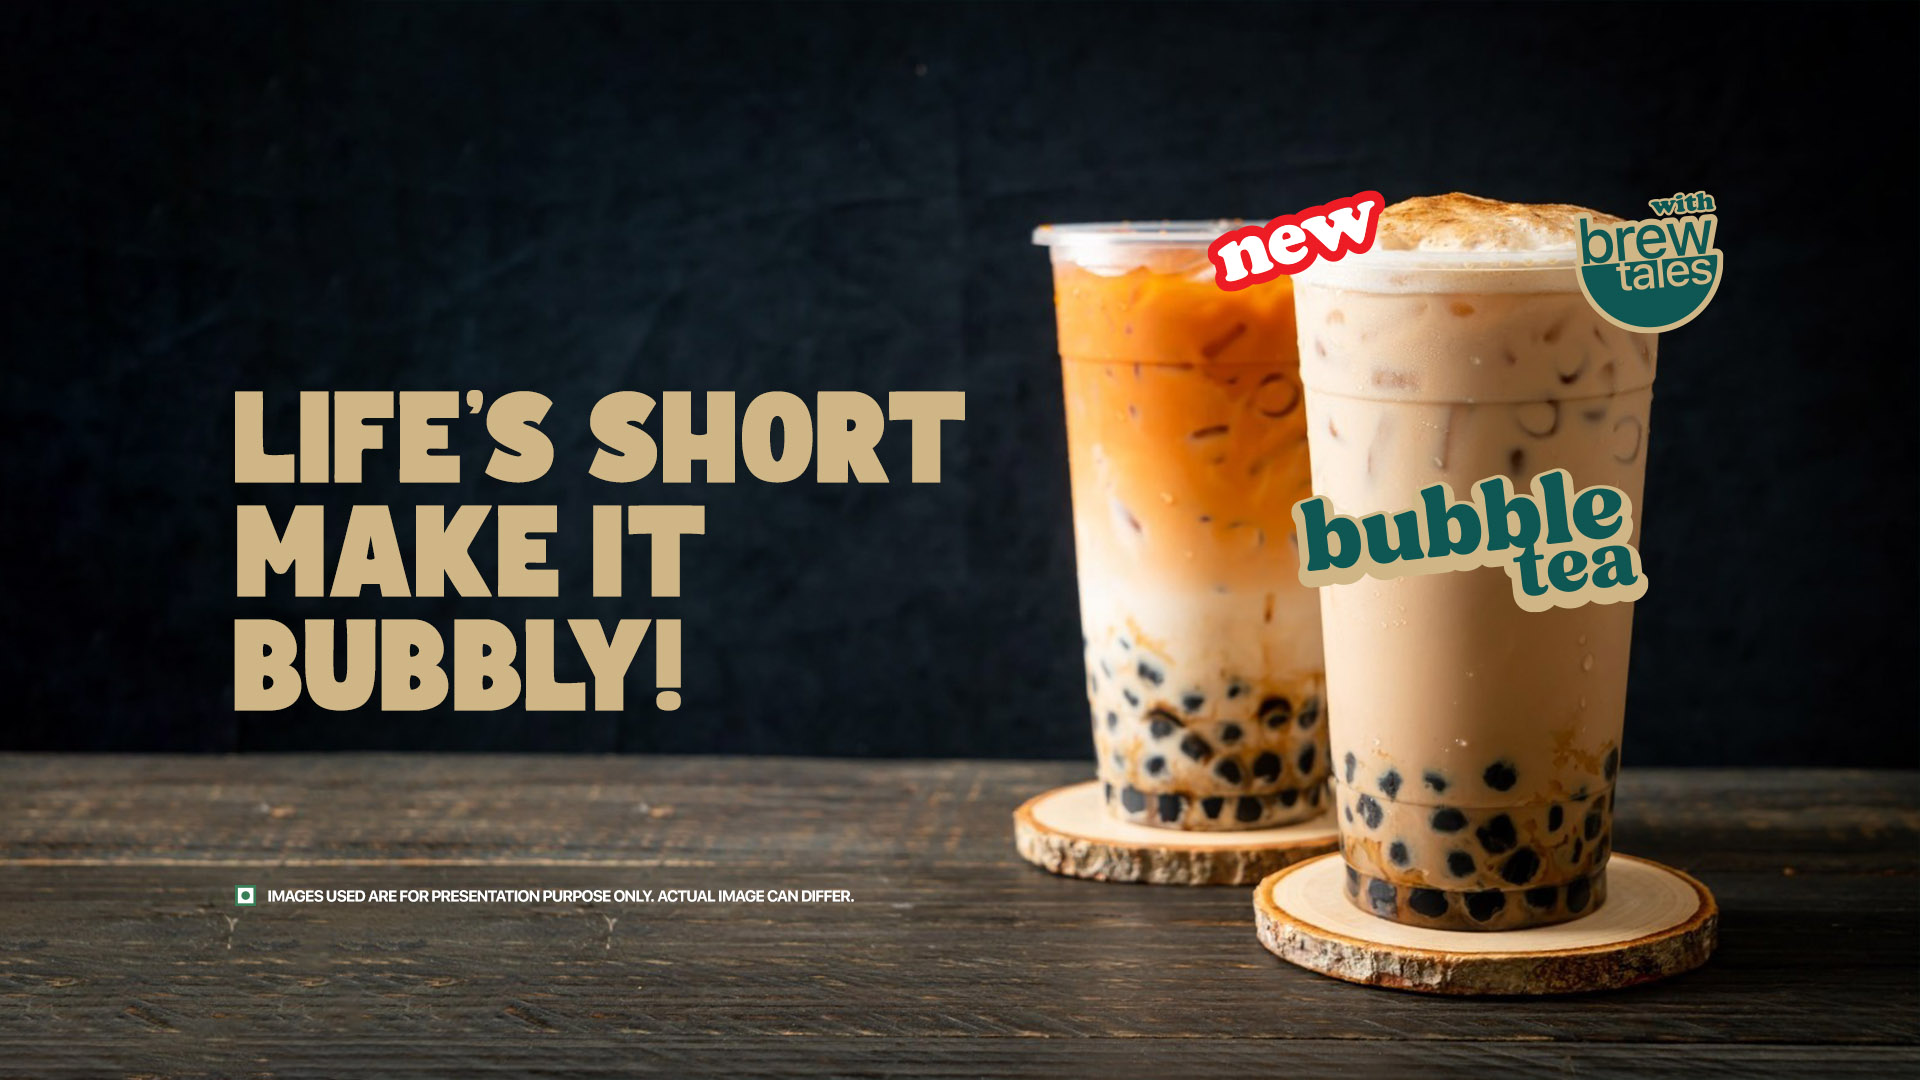 LIFE’S SHORT
MAKE IT
BUBBLY!
new
with
brew
tales
bubble
tea
IMAGES USED ARE FOR PRESENTATION PURPOSE ONLY. ACTUAL IMAGE CAN DIFFER.